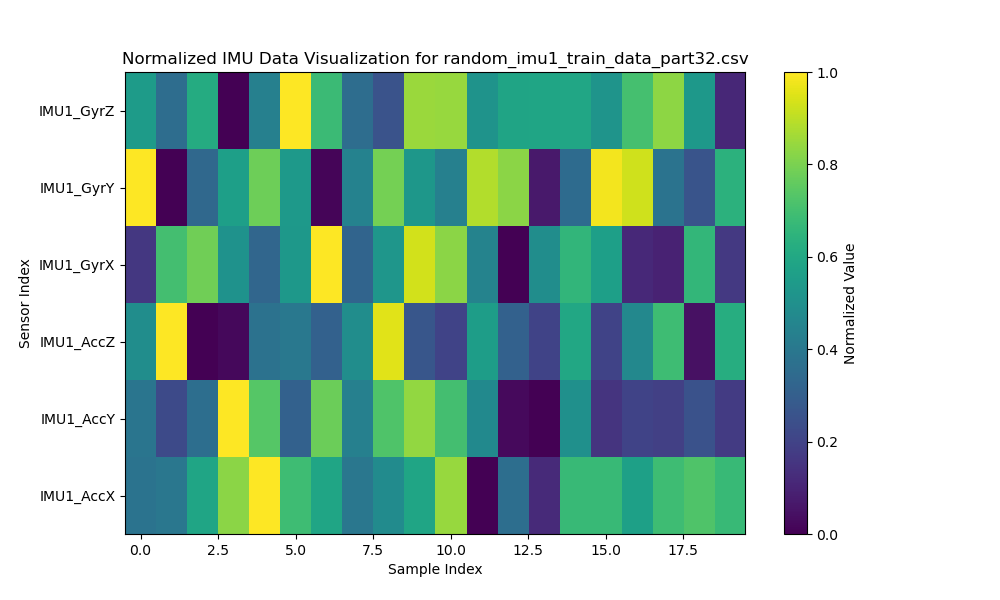 Normalized IMU Data Visualization for random_imu1_train_data_part32.csv
Sensor Index
IMU1_GyrZ
IMU1_GyrY
IMU1_GyrX
IMU1_AccZ
IMU1_AccY
IMU1_AccX
0.0 2.5 5.0 7.5 10.0 12.5 15.0 17.5
Sample Index
1.0
0.8
0.6
0.4
0.2
0.0
Normalized Value